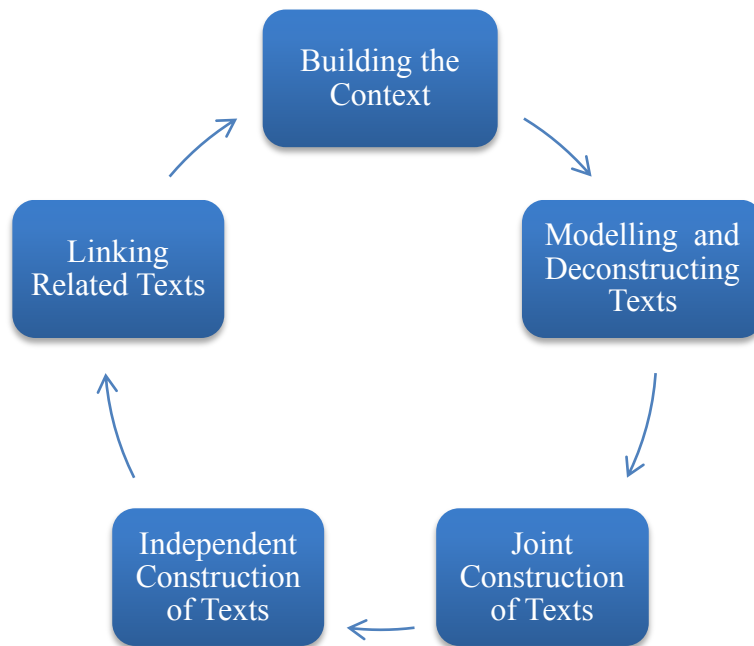 Building the
Context
Modelling and
Deconstructing
Texts
Joint
Construction
of Texts
Independent
Construction
of Texts
Linking
Related Texts